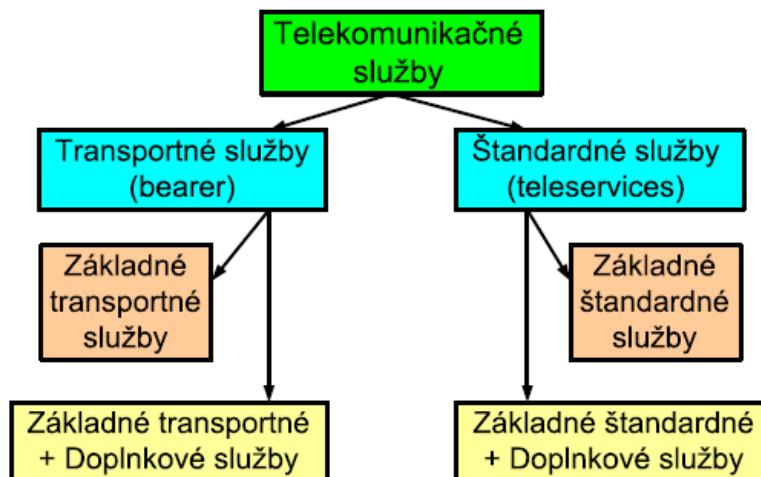 Telekomunikačné
služby
Transportné služby
(bearer)
Štandardné služby
(teleservices)
Základné
transportné
služby
Základné
štandardné
služby
Základné transportné
+ Doplnkové služby
Základné štandardné
+ Doplnkové služby